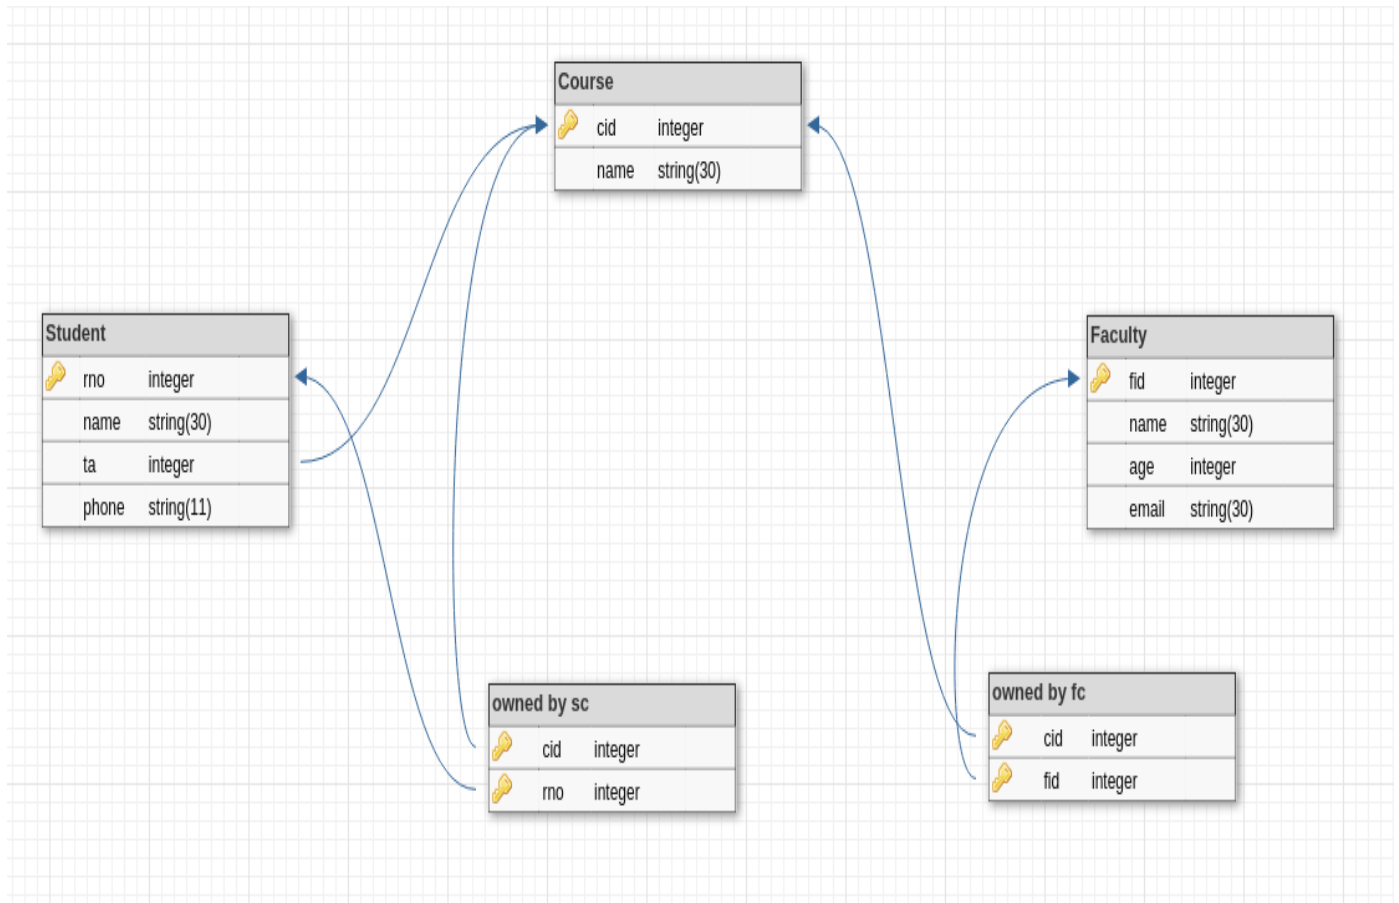 Course
cid integer
name string(30)
Student
rno integer
name string(30)
ta integer
phone string(11)
Faculty
fid integer
name string(30)
age integer
email string(30)
owned by sc
cid integer
rno integer
owned by fc
cid integer
fid integer